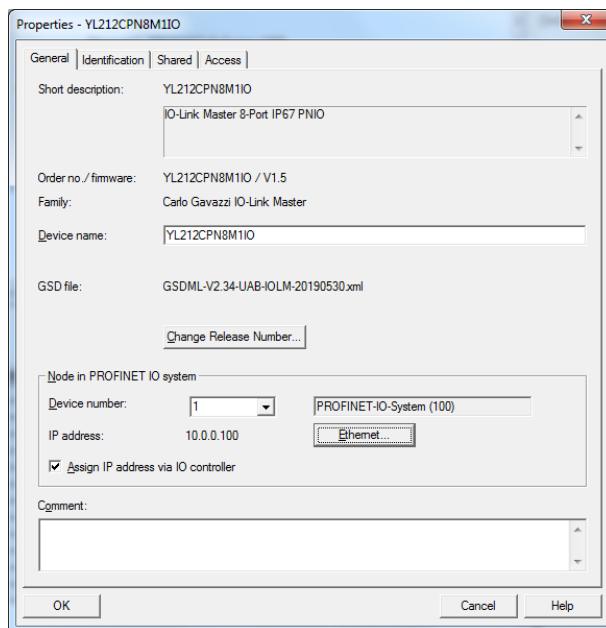 Properties - YL212CPN8M1IO
General Identification Shared Access
Short description: YL212CPN8M1IO
IO-Link Master 8-Port IP67 PNIO
Order no./ firmware: YL212CPN8M1IO / V1.5
Family: Carlo Gavazzi IO-Link Master
Device name: YL212CPN8M1IO
GSD file: GSDML-V2.34-UAB-IOLM-20190530.xml
Change Release Number...
Node in PROFINET IO system
Device number: 1 PROFINET-IO-System (100)
IP address: 10.0.0.100 Ethernet...
Assign IP address via IO controller
Comment:
OK Cancel Help